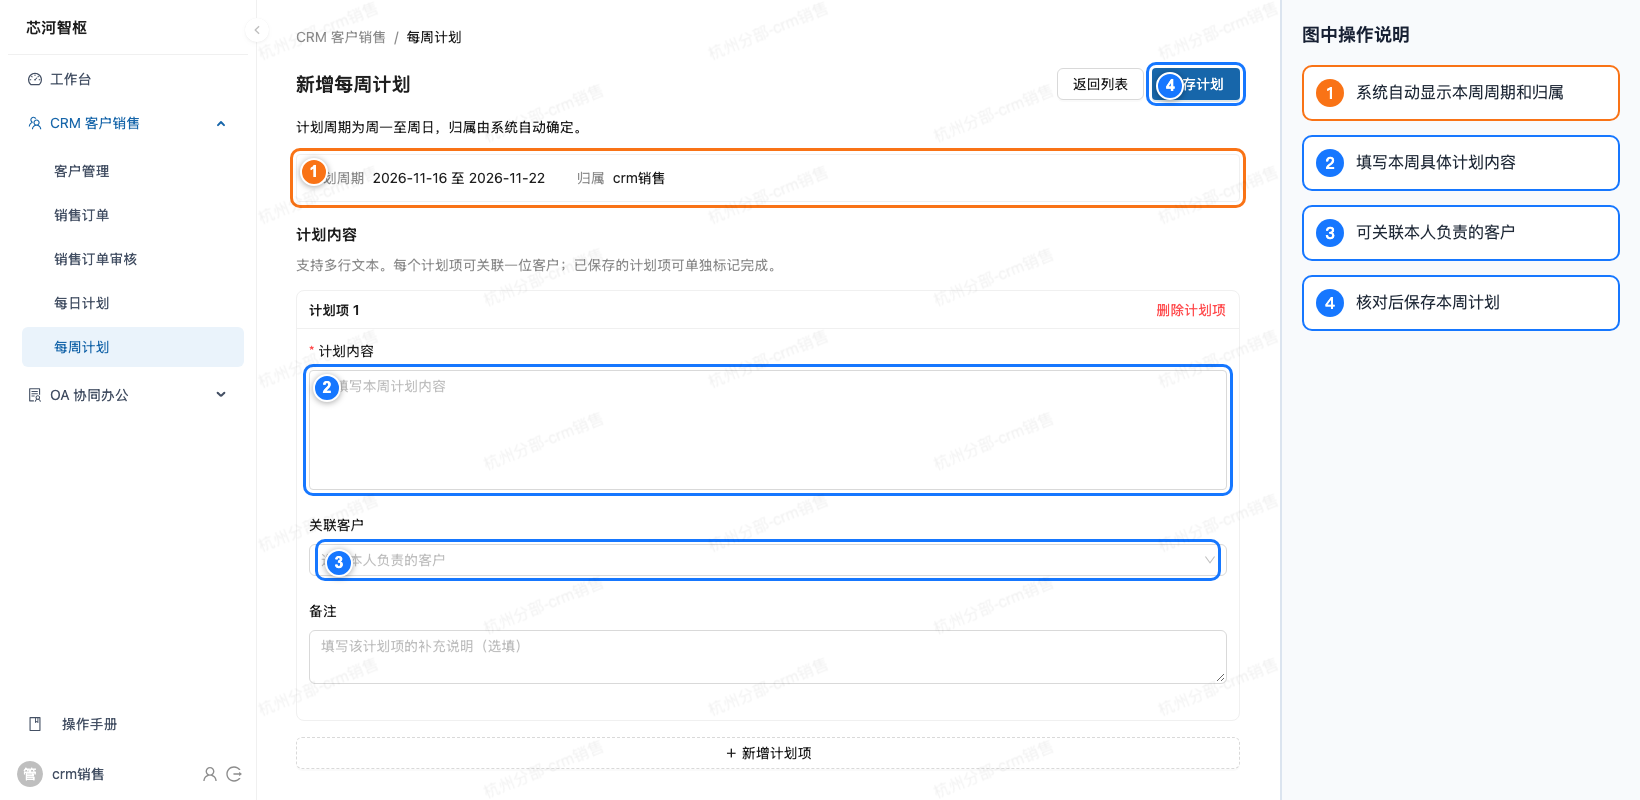 芯河智枢
工作台
CRM 客户销售
客户管理
销售订单
销售订单审核
每日计划
每周计划
OA 协同办公
操作手册
管 crm销售
CRM 客户销售 / 每周计划
新增每周计划
返回列表
4 存计划
计划周期为周一至周日，归属由系统自动确定。
1 划周期 2026-11-16 至 2026-11-22 归属 crm销售
计划内容
支持多行文本。每个计划项可关联一位客户；已保存的计划项可单独标记完成。
计划项 1
删除计划项
* 计划内容
2 填写本周计划内容
关联客户
3 本人负责的客户
备注
填写该计划项的补充说明（选填）
+ 新增计划项
图中操作说明
1 系统自动显示本周周期和归属
2 填写本周具体计划内容
3 可关联本人负责的客户
4 核对后保存本周计划
杭州分部-crm销售